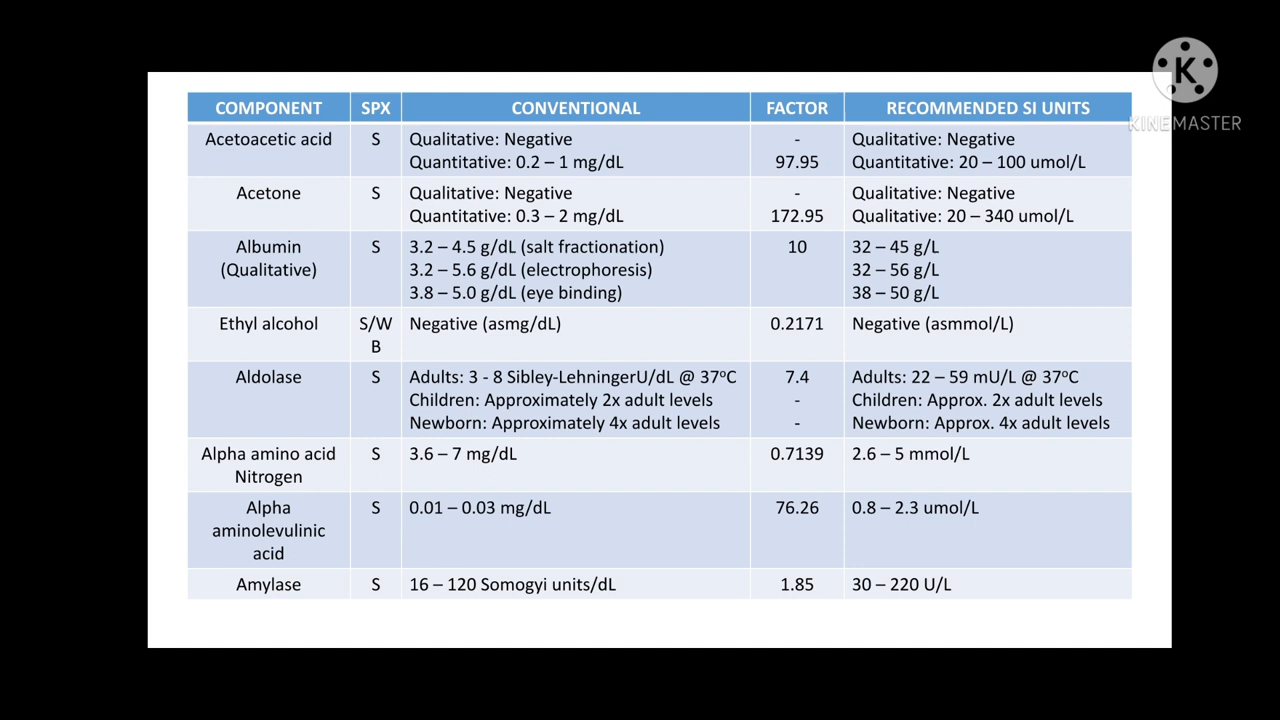 K
KINEMASTER
COMPONENT SPX CONVENTIONAL FACTOR RECOMMENDED SI UNITS
Acetoacetic acid S Qualitative: Negative - Qualitative: Negative
Quantitative: 0.2 – 1 mg/dL 97.95 Quantitative: 20 – 100 umol/L
Acetone S Qualitative: Negative - Qualitative: Negative
Quantitative: 0.3 – 2 mg/dL 172.95 Qualitative: 20 – 340 umol/L
Albumin S 3.2 – 4.5 g/dL (salt fractionation) 10 32 – 45 g/L
(Qualitative) 3.2 – 5.6 g/dL (electrophoresis) 32 – 56 g/L
3.8 – 5.0 g/dL (eye binding) 38 – 50 g/L
Ethyl alcohol S/W Negative (asmg/dL) 0.2171 Negative (asmmol/L)
B
Aldolase S Adults: 3 - 8 Sibley-LehningerU/dL @ 37°C 7.4 Adults: 22 – 59 mU/L @ 37°C
Children: Approximately 2x adult levels - Children: Approx. 2x adult levels
Newborn: Approximately 4x adult levels - Newborn: Approx. 4x adult levels
Alpha amino acid S 3.6 – 7 mg/dL 0.7139 2.6 – 5 mmol/L
Nitrogen
Alpha S 0.01 – 0.03 mg/dL 76.26 0.8 – 2.3 umol/L
aminolevulinic
acid
Amylase S 16 – 120 Somogyi units/dL 1.85 30 – 220 U/L